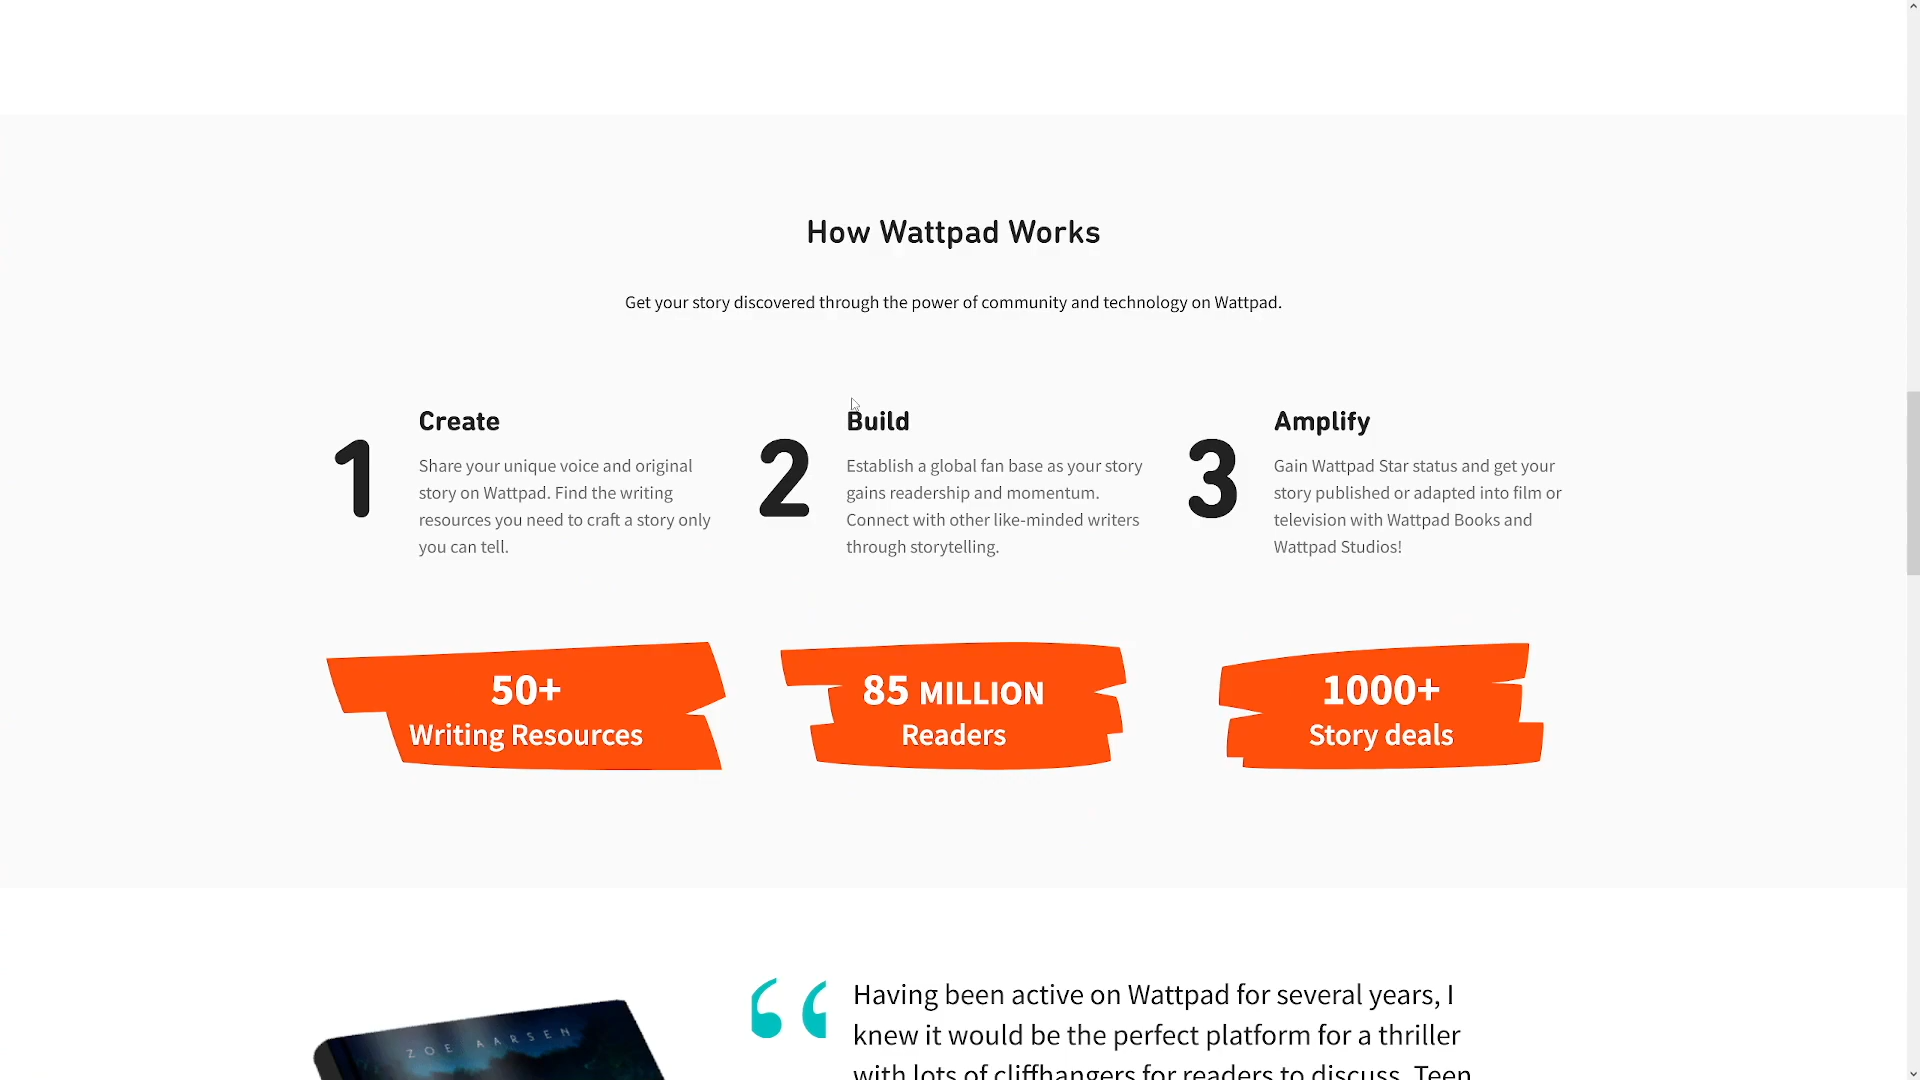 How Wattpad Works
Get your story discovered through the power of community and technology on Wattpad.
1
Create
Share your unique voice and original
story on Wattpad. Find the writing
resources you need to craft a story only
you can tell.
2
Build
Establish a global fan base as your story
gains readership and momentum.
Connect with other like-minded writers
through storytelling.
3
Amplify
Gain Wattpad Star status and get your
story published or adapted into film or
television with Wattpad Books and
Wattpad Studios!
50+
Writing Resources
85 MILLION
Readers
1000+
Story deals
ZOE AARSEN
“ Having been active on Wattpad for several years, I
knew it would be the perfect platform for a thriller
with lots of cliffhangers for readers to discuss. Teen